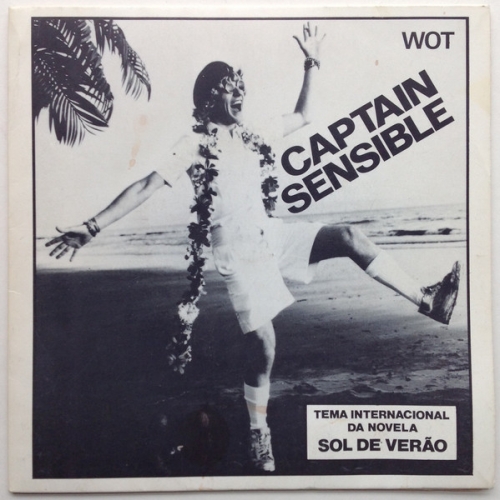 WOT
CAPTAIN
SENSIBLE
TEMA INTERNACIONAL
DA NOVELA
SOL DE VERÃO